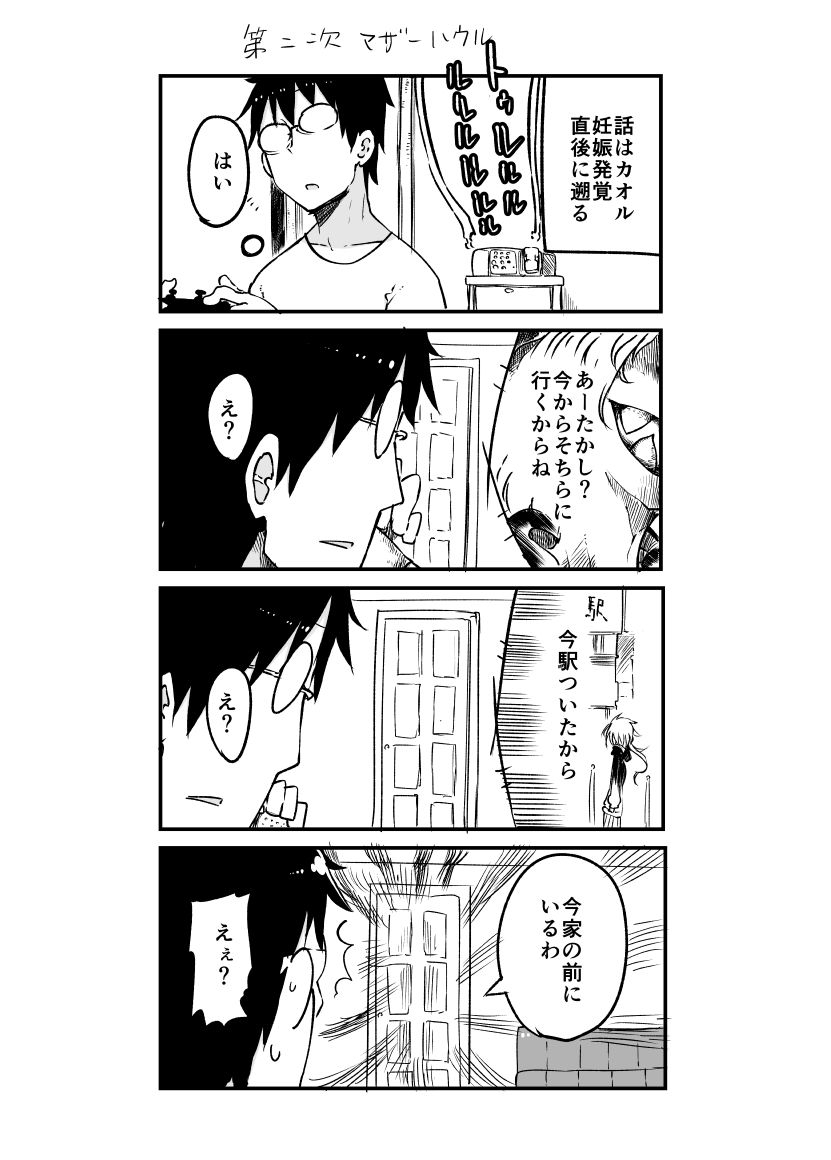 第二次 マザーハウル
話はカオル
妊娠発覚
直後に遡る
トゥルルルル
ルルルルルルル
はい
あーたかし？
今からそちらに
行くからね
え？
駅
今駅ついたから
え？
今家の前に
いるわ
えぇ？